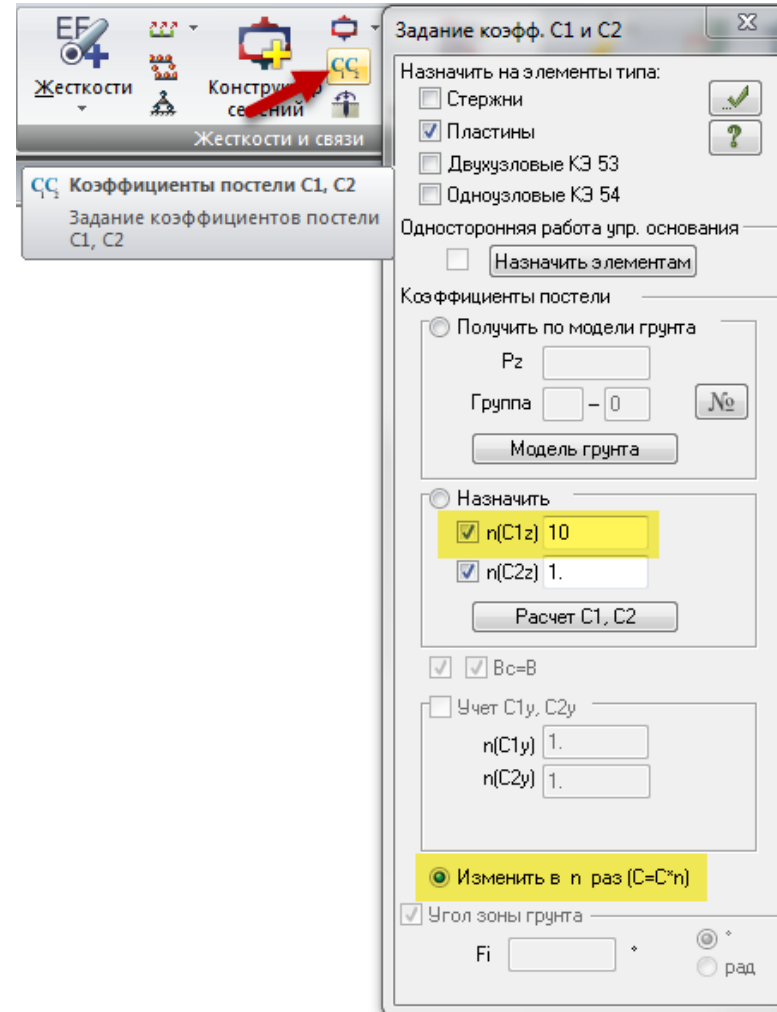 Жесткости
сечений
Жесткости и связи
CC Коэффициенты постели C1, C2
Задание коэффициентов постели
C1, C2
Задание коэфф. C1 и C2
Назначить на элементы типа:
Стержни
Пластины
?
Двухузловые КЭ 53
Одноузловые КЭ 54
Односторонняя работа упр. основания
Назначить элементам
Коэффициенты постели
Получить по модели грунта
Pz
Группа – 0 №
Модель грунта
Назначить
n(C1z) 10
n(C2z) 1.
Расчет C1, C2
Bc=B
Учет C1y, C2y
n(C1y) 1.
n(C2y) 1.
Изменить в n раз (C=C*n)
Угол зоны грунта
Fi ° °
рад